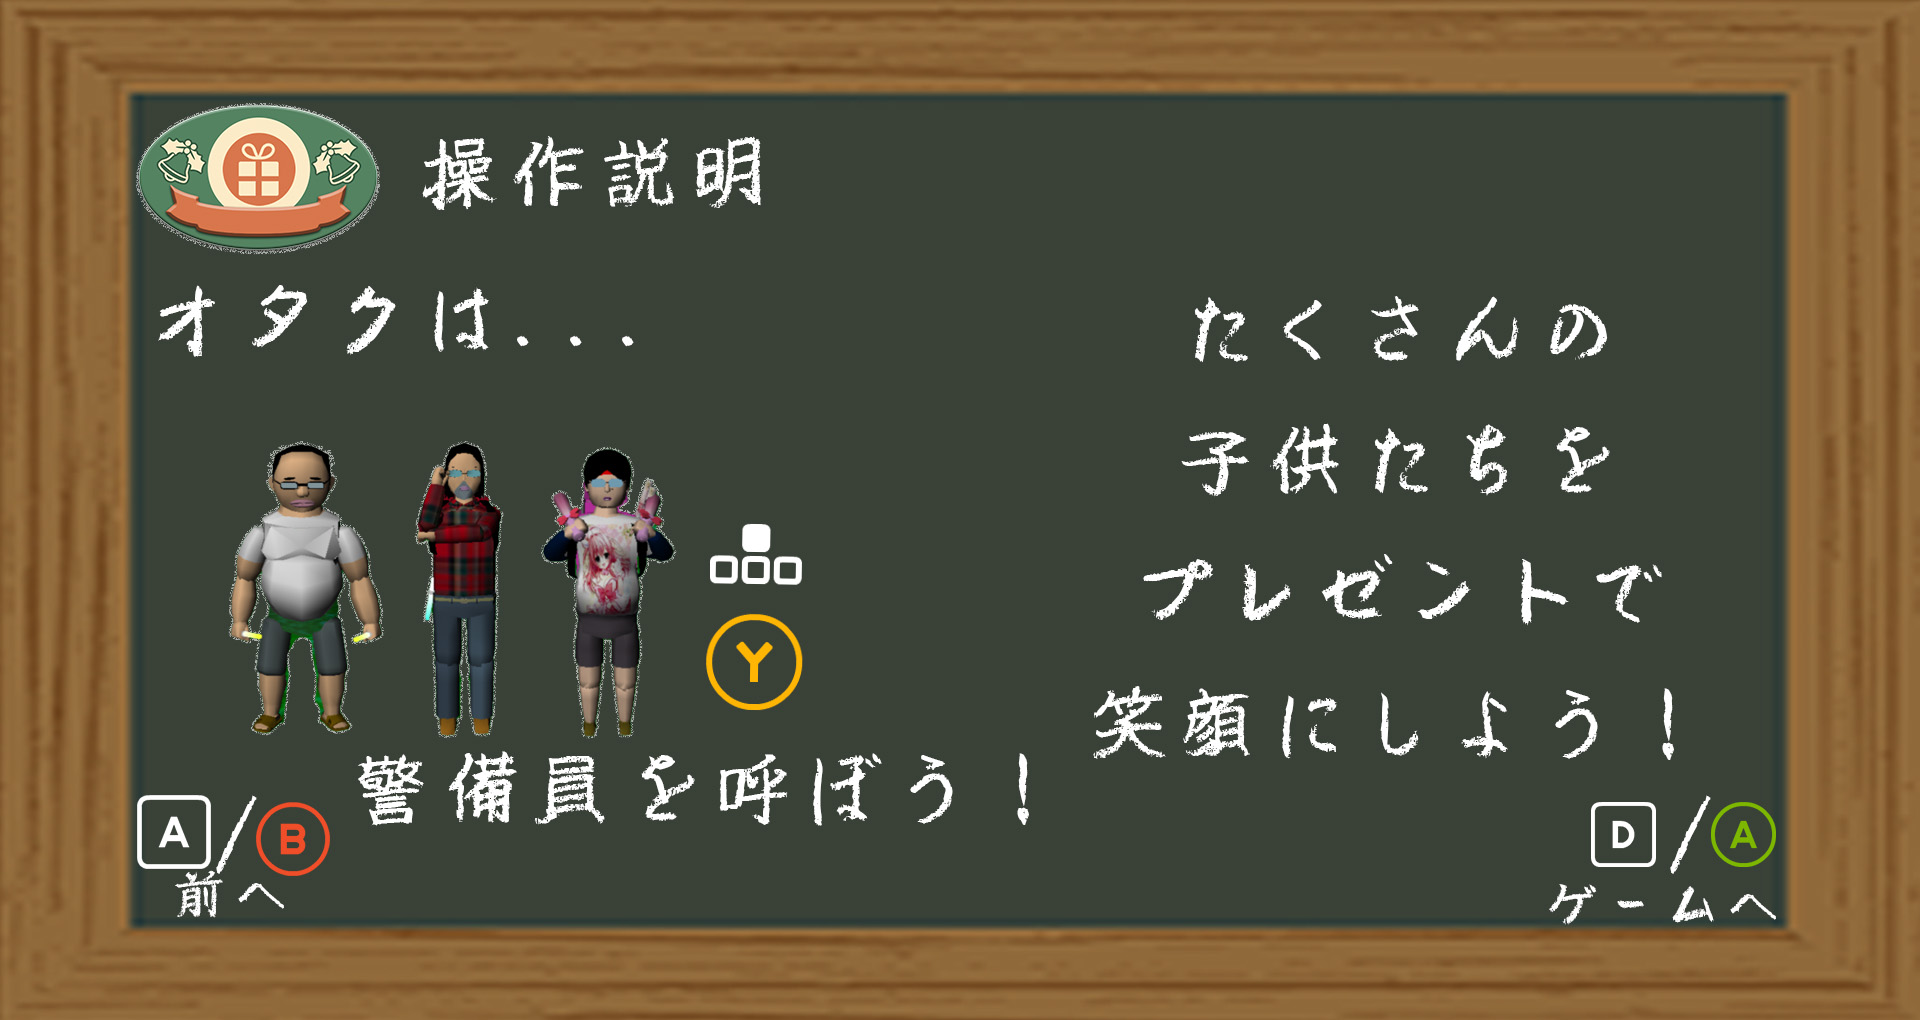 操作説明
オタクは...
Y
警備員を呼ぼう！
たくさんの
子供たちを
プレゼントで
笑顔にしよう！
A/B
前へ
D/A
ゲームへ